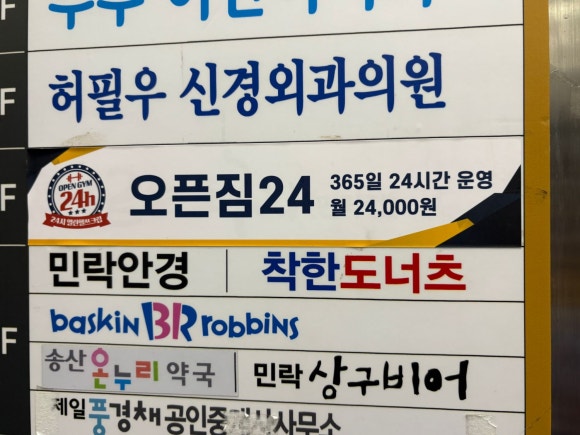 F
허필우 신경외과의원
F
OPEN GYM
24h
오픈짐24
365일 24시간 운영
월 24,000원
F
민락안경
착한도너츠
baskin BR robbins
F
송산 온누리 약국
민락 상구비어
제일풍경채공인중개사사무소